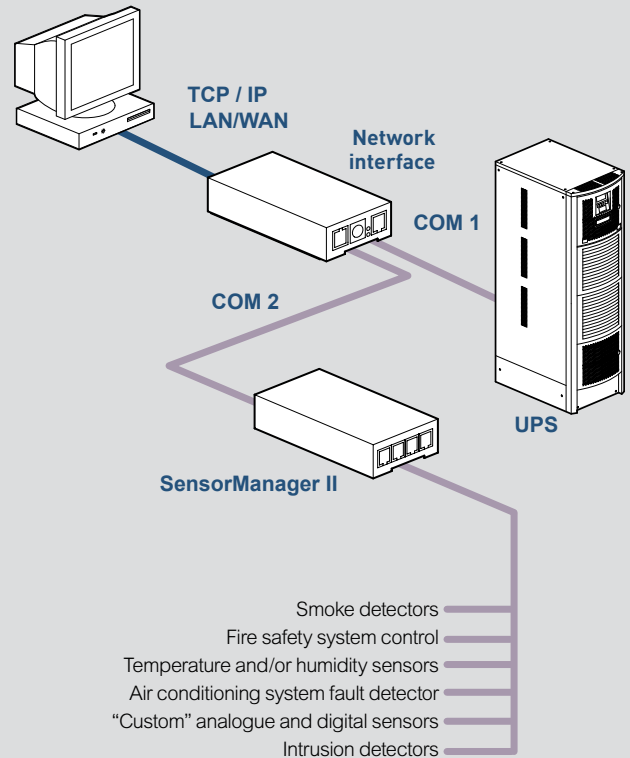 TCP / IP
LAN/WAN
Network
interface
COM 1
COM 2
UPS
SensorManager II
Smoke detectors
Fire safety system control
Temperature and/or humidity sensors
Air conditioning system fault detector
“Custom” analogue and digital sensors
Intrusion detectors